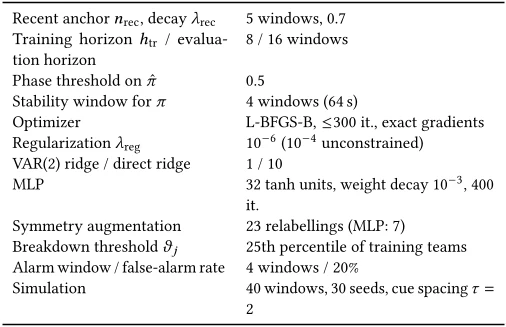 Recent anchor n_rec, decay λ_rec 5 windows, 0.7
Training horizon h_tr / evalua- 8 / 16 windows
tion horizon
Phase threshold on π̂ 0.5
Stability window for π 4 windows (64 s)
Optimizer L-BFGS-B, ≤300 it., exact gradients
Regularization λ_reg 10⁻⁶ (10⁻⁴ unconstrained)
VAR(2) ridge / direct ridge 1 / 10
MLP 32 tanh units, weight decay 10⁻³, 400
it.
Symmetry augmentation 23 relabellings (MLP: 7)
Breakdown threshold ϑ_j 25th percentile of training teams
Alarm window / false-alarm rate 4 windows / 20%
Simulation 40 windows, 30 seeds, cue spacing τ =
2